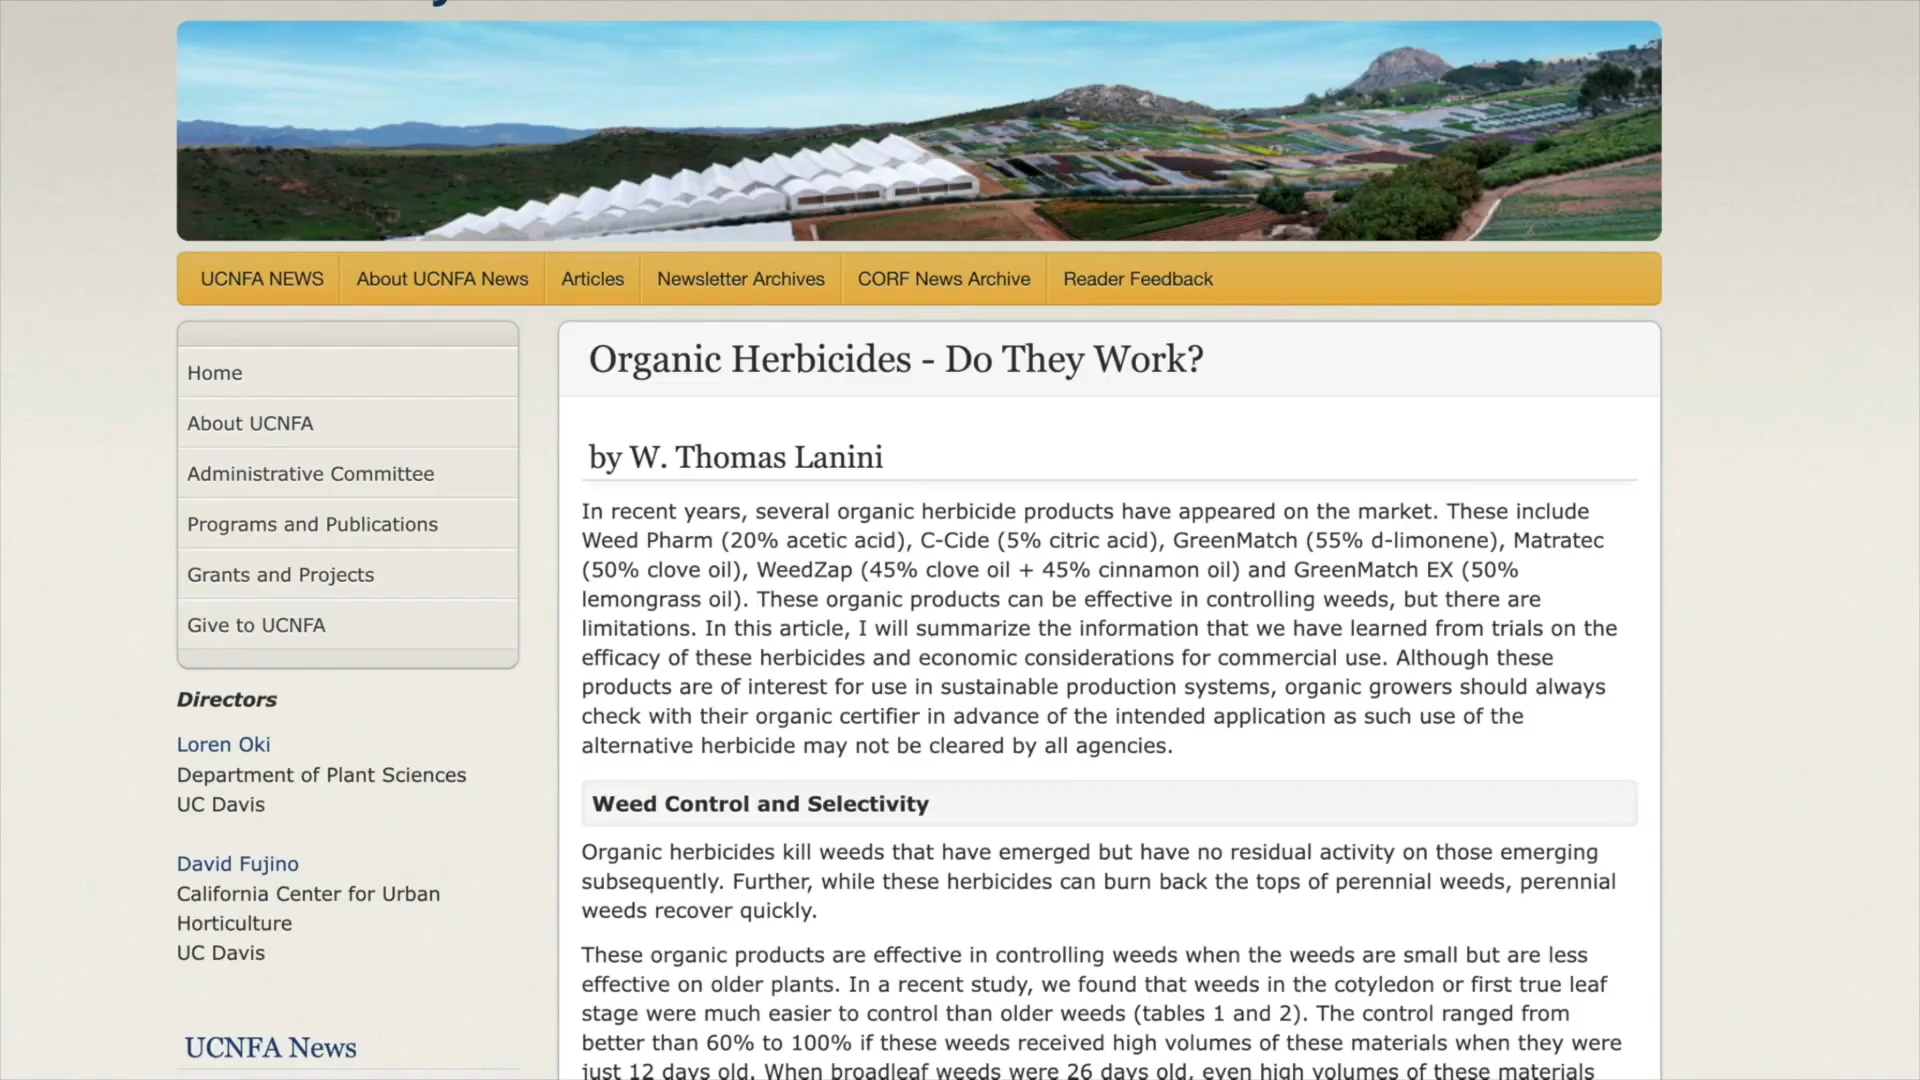 UCNFA NEWS
About UCNFA News
Articles
Newsletter Archives
CORF News Archive
Reader Feedback
Home
About UCNFA
Administrative Committee
Programs and Publications
Grants and Projects
Give to UCNFA
Directors
Loren Oki
Department of Plant Sciences
UC Davis
David Fujino
California Center for Urban
Horticulture
UC Davis
UCNFA News
Organic Herbicides - Do They Work?
by W. Thomas Lanini
In recent years, several organic herbicide products have appeared on the market. These include
Weed Pharm (20% acetic acid), C-Cide (5% citric acid), GreenMatch (55% d-limonene), Matratec
(50% clove oil), WeedZap (45% clove oil + 45% cinnamon oil) and GreenMatch EX (50%
lemongrass oil). These organic products can be effective in controlling weeds, but there are
limitations. In this article, I will summarize the information that we have learned from trials on the
efficacy of these herbicides and economic considerations for commercial use. Although these
products are of interest for use in sustainable production systems, organic growers should always
check with their organic certifier in advance of the intended application as such use of the
alternative herbicide may not be cleared by all agencies.
Weed Control and Selectivity
Organic herbicides kill weeds that have emerged but have no residual activity on those emerging
subsequently. Further, while these herbicides can burn back the tops of perennial weeds, perennial
weeds recover quickly.
These organic products are effective in controlling weeds when the weeds are small but are less
effective on older plants. In a recent study, we found that weeds in the cotyledon or first true leaf
stage were much easier to control than older weeds (tables 1 and 2). The control ranged from
better than 60% to 100% if these weeds received high volumes of these materials when they were
just 12 days old. When broadleaf weeds were 26 days old, even high volumes of these materials